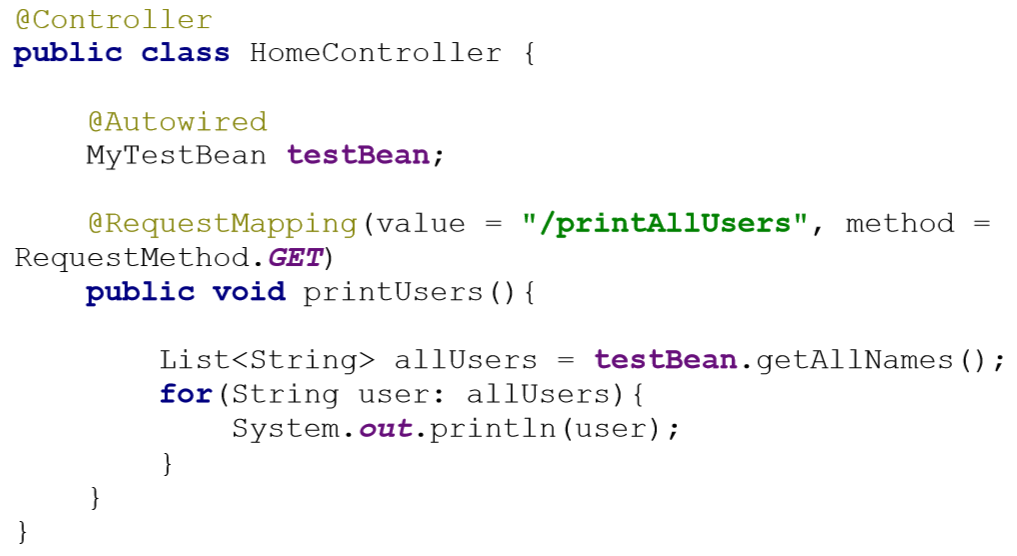 @Controller
public class HomeController {
@Autowired
MyTestBean testBean;
@RequestMapping(value = "/printAllUsers", method =
RequestMethod.GET)
public void printUsers(){
List<String> allUsers = testBean.getAllNames();
for(String user: allUsers){
System.out.println(user);
}
}
}